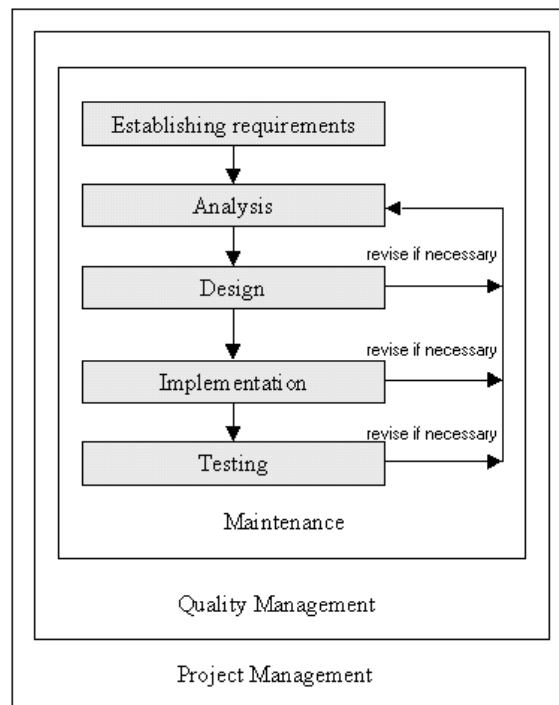 Establishing requirements
Analysis
revise if necessary
Design
revise if necessary
Implementation
revise if necessary
Testing
Maintenance
Quality Management
Project Management